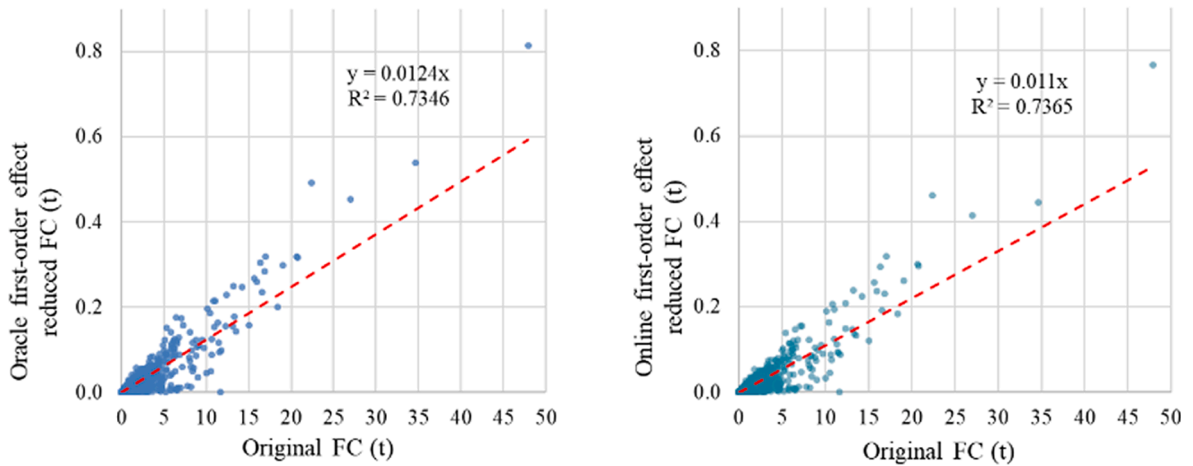 Oracle first-order effect
reduced FC (t)
0.8
0.6
0.4
0.2
0.0
y = 0.0124x
R² = 0.7346
0 5 10 15 20 25 30 35 40 45 50
Original FC (t)
Online first-order effect
reduced FC (t)
0.8
0.6
0.4
0.2
0.0
y = 0.011x
R² = 0.7365
0 5 10 15 20 25 30 35 40 45 50
Original FC (t)